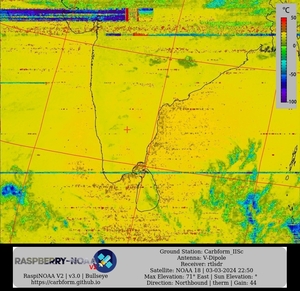 °C
50
0
-50
-100
RASPBERRY-NOAA
V2
RaspiNOAA V2 | v3.0 | Bullseye
https://carbform.github.io
Ground Station: Carbform_IISc
Antenna: V-Dipole
Receiver: rtlsdr
Satellite: NOAA 18 | 03-03-2024 22:50
Max Elevation: 71° East | Sun Elevation: °
Direction: Northbound | therm | Gain: 44